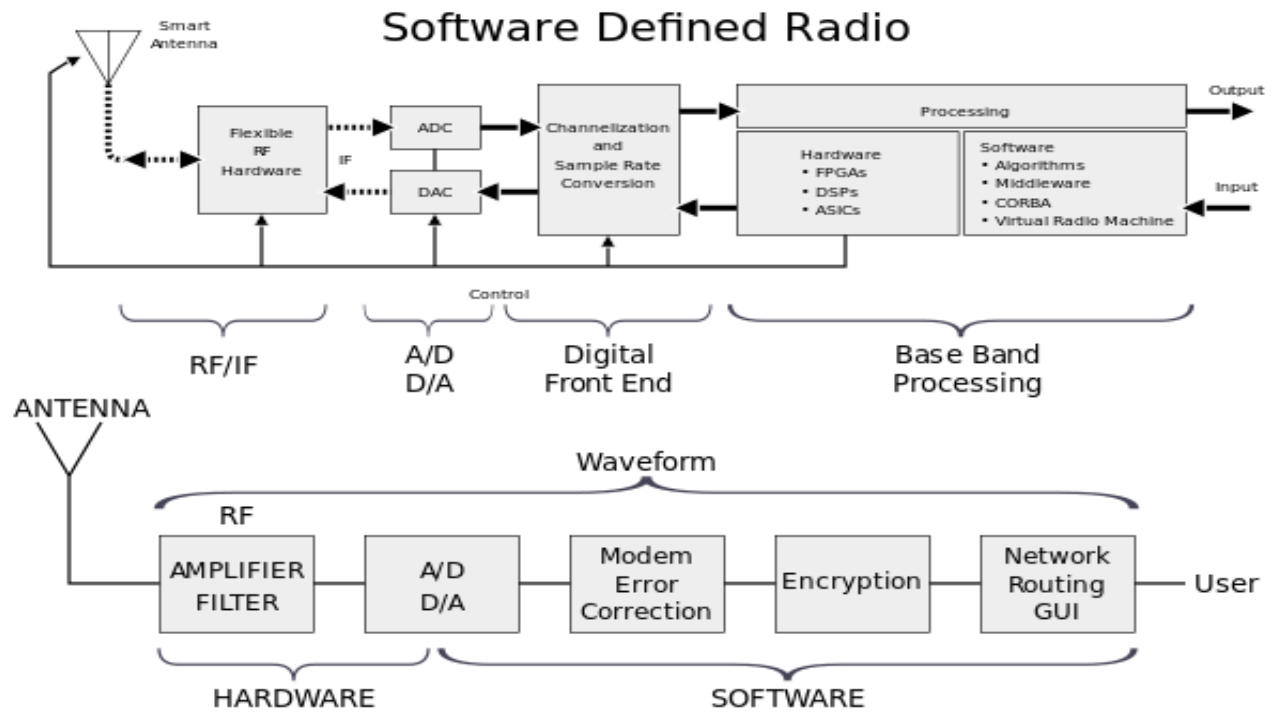 Software Defined Radio
Smart
Antenna
Flexible
RF
Hardware
IF
ADC
DAC
Channelization
and
Sample Rate
Conversion
Processing
Hardware
• FPGAs
• DSPs
• ASICs
Software
• Algorithms
• Middleware
• CORBA
• Virtual Radio Machine
Output
Input
Control
RF/IF
A/D
D/A
Digital
Front End
Base Band
Processing
ANTENNA
Waveform
RF
AMPLIFIER
FILTER
A/D
D/A
Modem
Error
Correction
Encryption
Network
Routing
GUI
User
HARDWARE
SOFTWARE